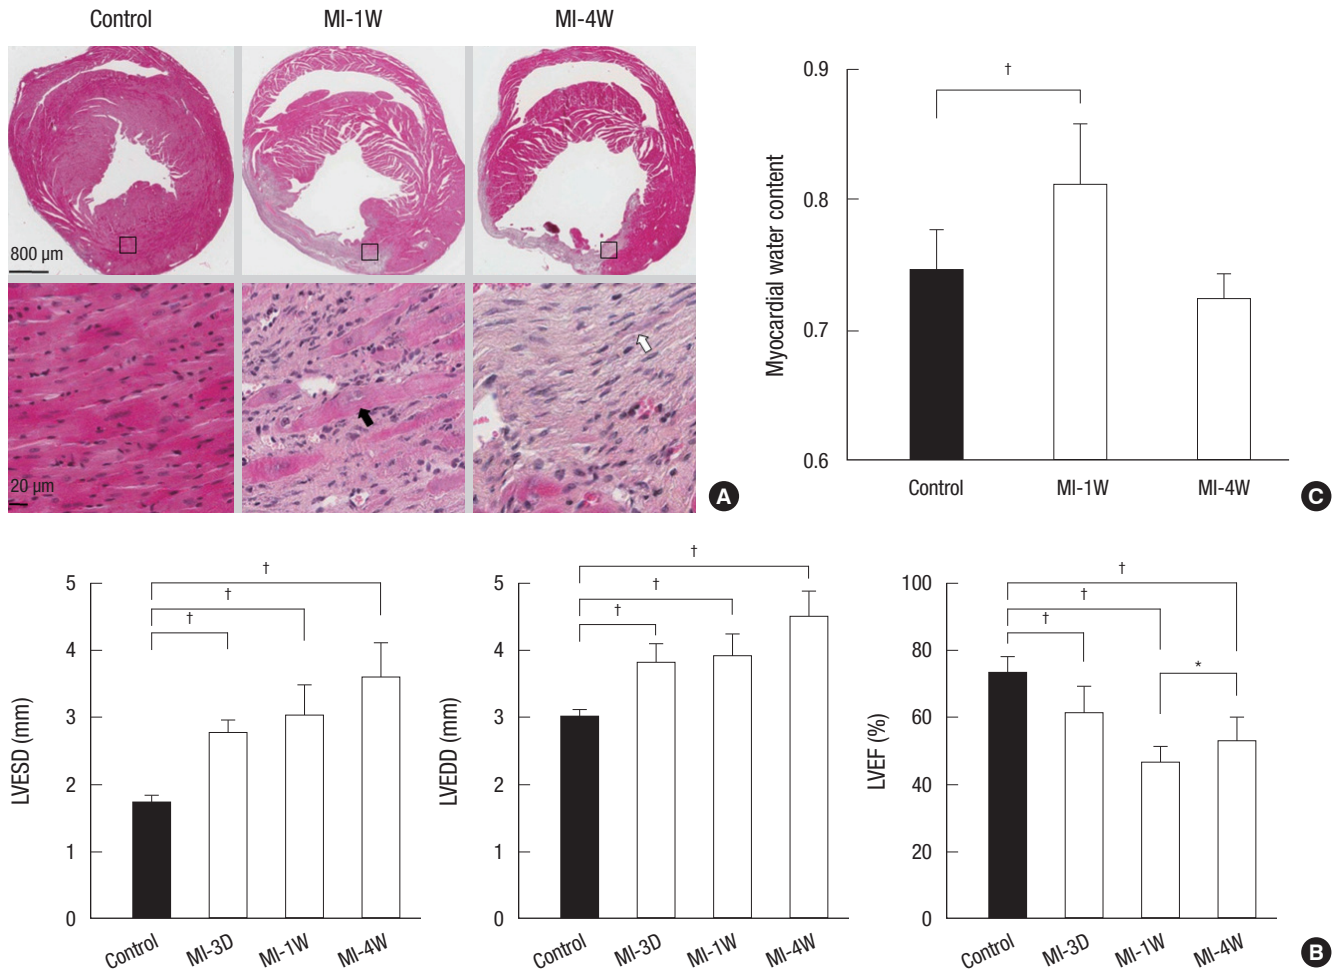 Control
MI-1W
MI-4W
800 µm
20 µm
A
0.9
0.8
0.7
0.6
Myocardial water content
†
Control
MI-1W
MI-4W
C
5
4
3
2
1
0
LVESD (mm)
†
†
†
Control
MI-3D
MI-1W
MI-4W
5
4
3
2
1
0
LVEDD (mm)
†
†
†
Control
MI-3D
MI-1W
MI-4W
100
80
60
40
20
0
LVEF (%)
†
†
†
*
Control
MI-3D
MI-1W
MI-4W
B